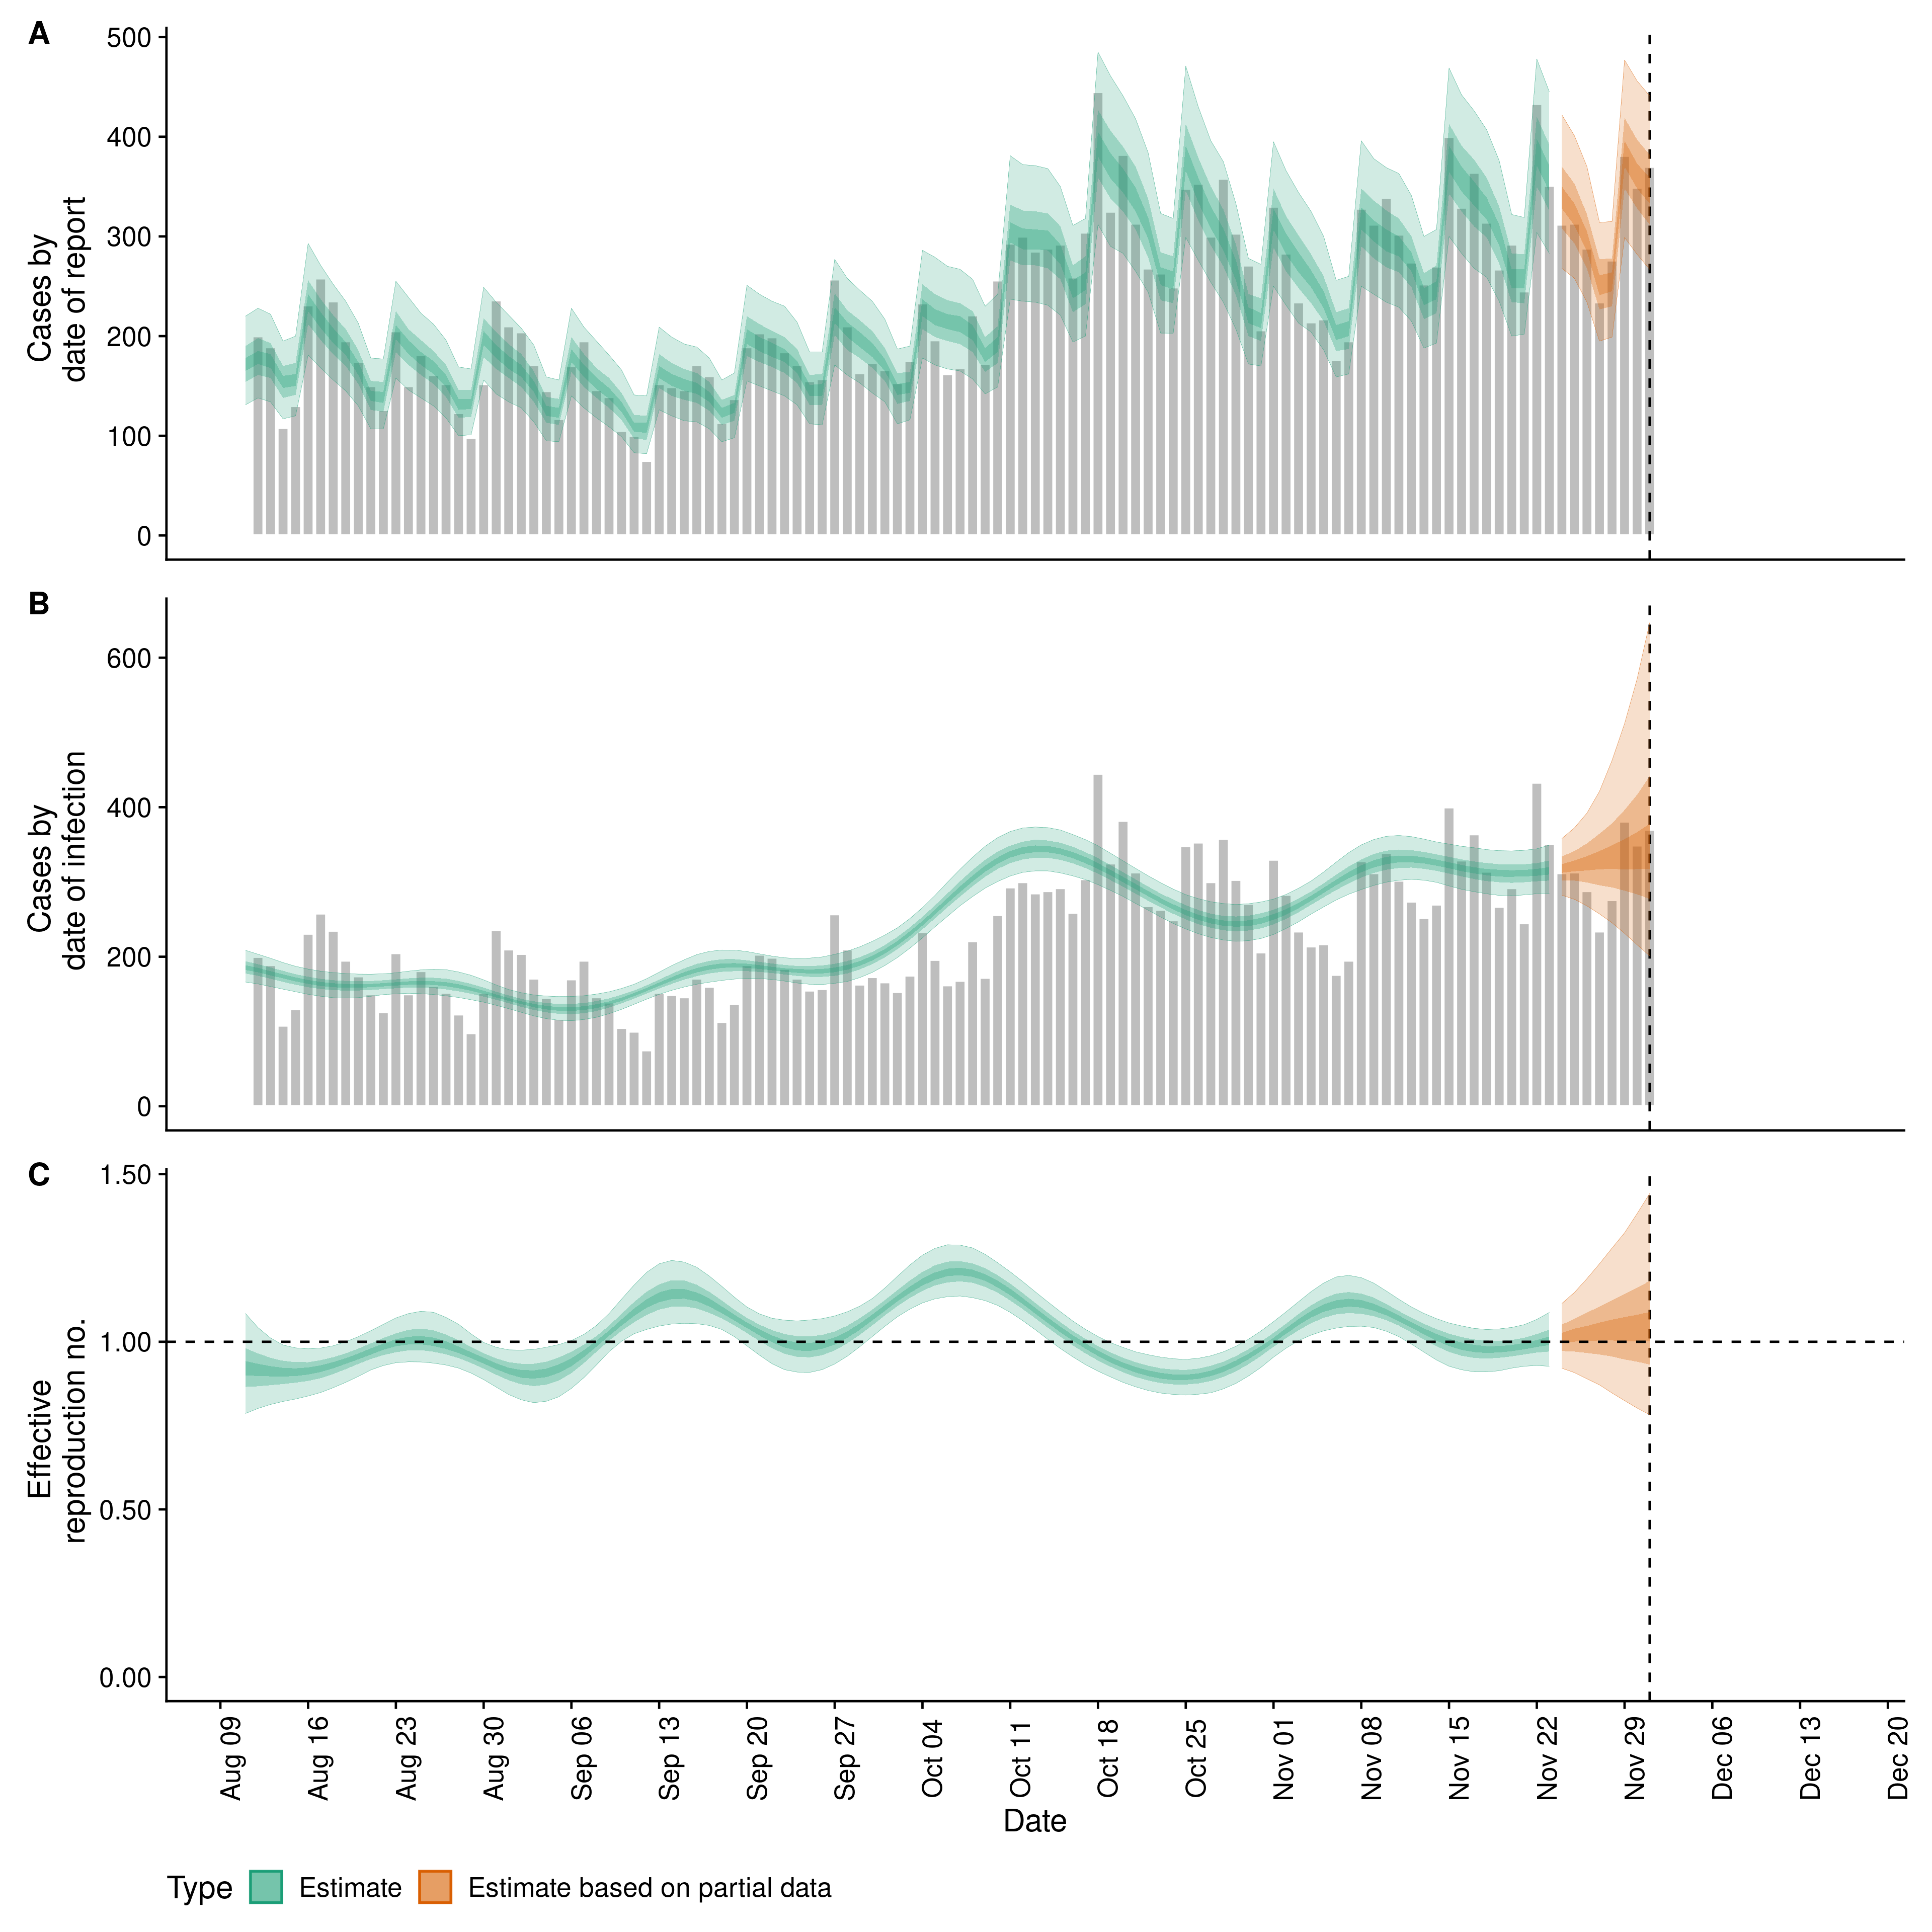 A
500
400
300
200
100
0
Cases by
date of report
B
600
400
200
0
Cases by
date of infection
C
1.50
1.00
0.50
0.00
Effective
reproduction no.
Aug 09
Aug 16
Aug 23
Aug 30
Sep 06
Sep 13
Sep 20
Sep 27
Oct 04
Oct 11
Oct 18
Oct 25
Nov 01
Nov 08
Nov 15
Nov 22
Nov 29
Dec 06
Dec 13
Dec 20
Date
Type Estimate Estimate based on partial data